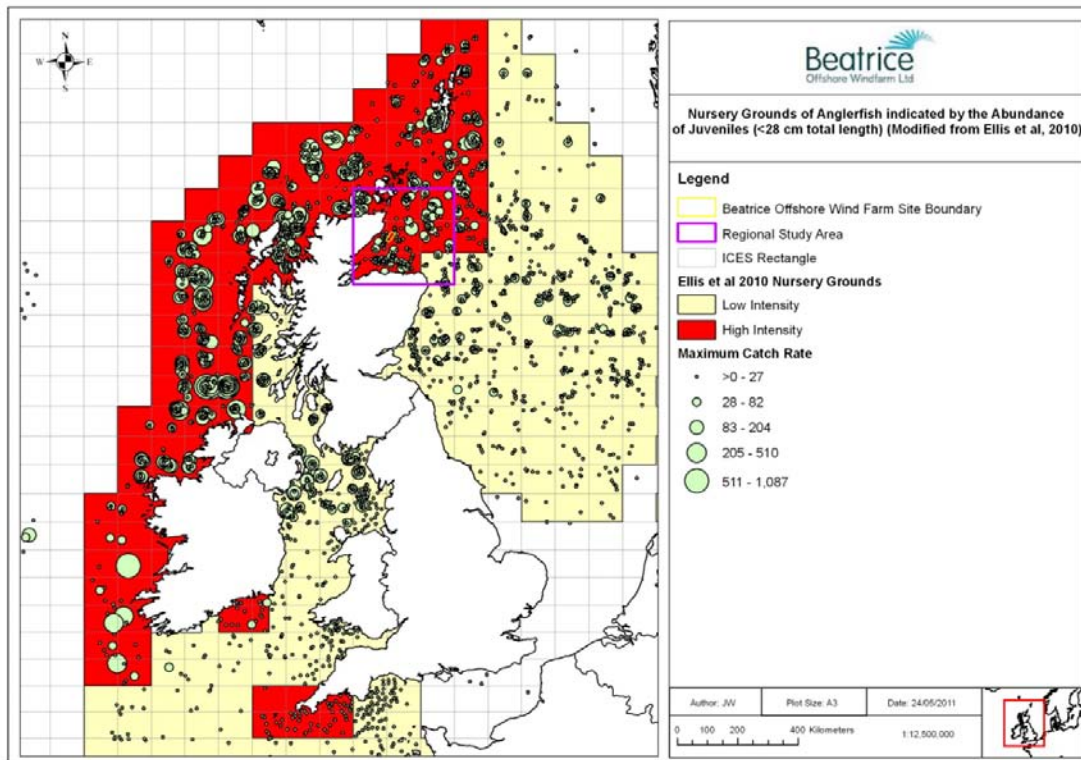 N
W E
S
Beatrice
Offshore Windfarm Ltd
Nursery Grounds of Anglerfish indicated by the Abundance
of Juveniles (<28 cm total length) (Modified from Ellis et al, 2010)
Legend
Beatrice Offshore Wind Farm Site Boundary
Regional Study Area
ICES Rectangle
Ellis et al 2010 Nursery Grounds
Low Intensity
High Intensity
Maximum Catch Rate
>0 - 27
28 - 82
83 - 204
205 - 510
511 - 1,087
Author: JW Plot Size: A3 Date: 24/05/2011
0 100 200 400 Kilometers
1:12,500,000